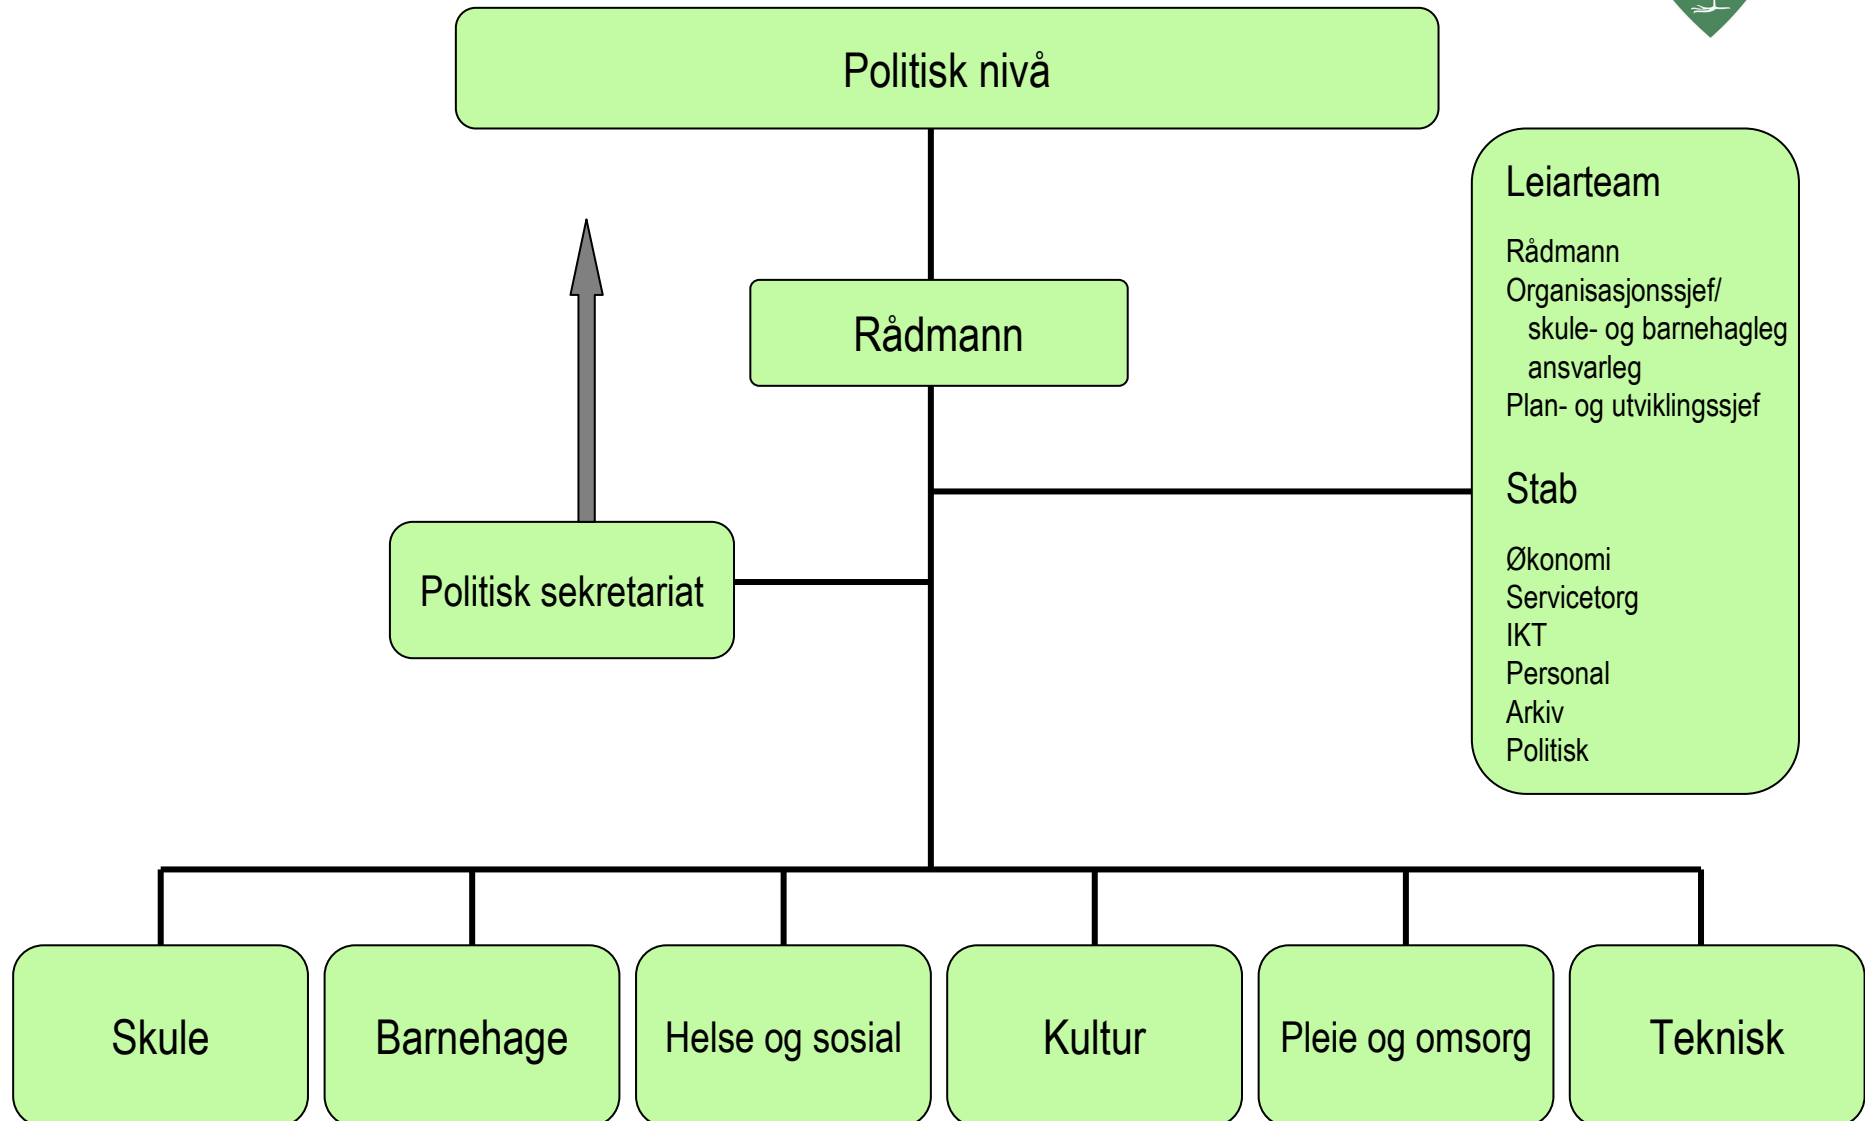 Politisk nivå
Leiarteam
Rådmann
Organisasjonssjef/
skule- og barnehagleg
ansvarleg
Plan- og utviklingssjef
Stab
Økonomi
Servicetorg
IKT
Personal
Arkiv
Politisk
Rådmann
Politisk sekretariat
Skule
Barnehage
Helse og sosial
Kultur
Pleie og omsorg
Teknisk